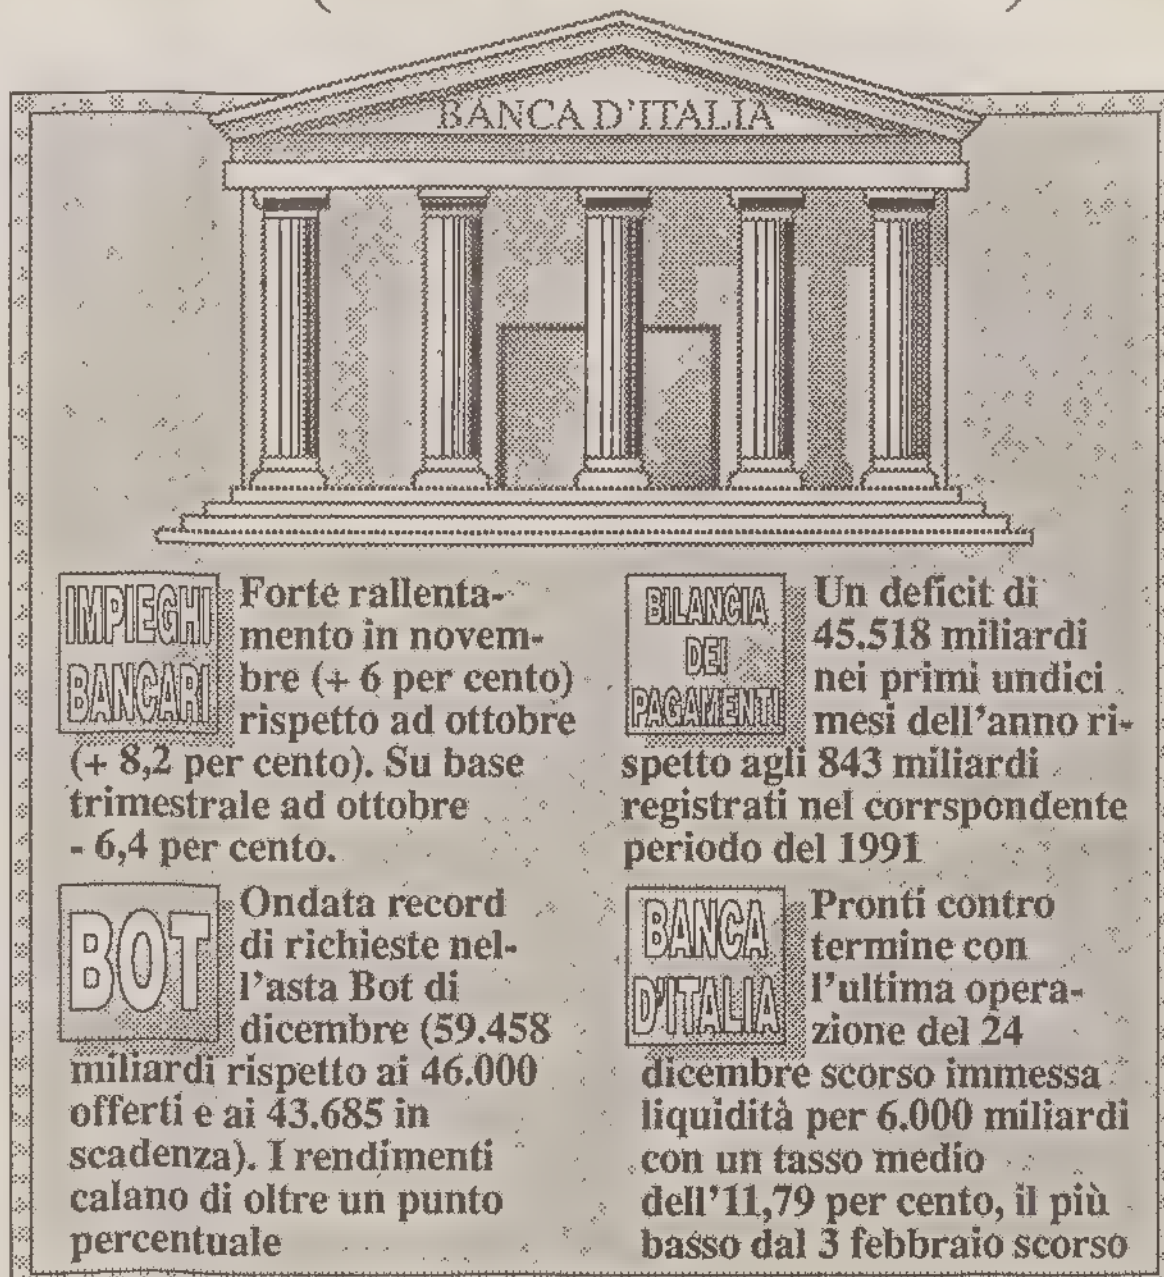 BANCA D'ITALIA
IMPIEGHI
BANCARI
Forte rallenta-
mento in novem-
bre (+ 6 per cento)
rispetto ad ottobre
(+ 8,2 per cento). Su base
trimestrale ad ottobre
- 6,4 per cento.
BILANCIA
DEI
PAGAMENTI
Un deficit di
45.518 miliardi
nei primi undici
mesi dell'anno ri-
spetto agli 843 miliardi
registrati nel corrspondente
periodo del 1991
BOT
Ondata record
di richieste nel-
l'asta Bot di
dicembre (59.458
miliardi rispetto ai 46.000
offerti e ai 43.685 in
scadenza). I rendimenti
calano di oltre un punto
percentuale
BANCA
D'ITALIA
Pronti contro
termine con
l'ultima opera-
zione del 24
dicembre scorso immessa
liquidità per 6.000 miliardi
con un tasso medio
dell'11,79 per cento, il più
basso dal 3 febbraio scorso